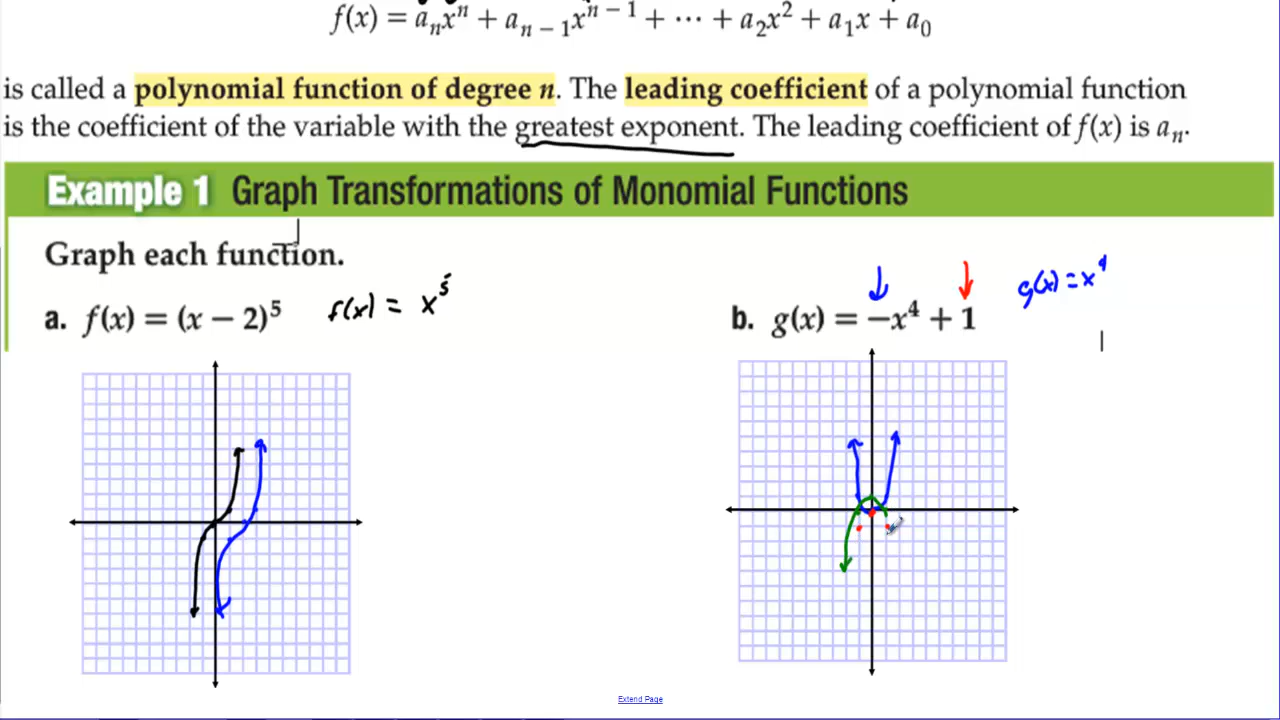 f(x) = aₙxⁿ + aₙ₋₁xⁿ⁻¹ + ··· + a₂x² + a₁x + a₀
is called a polynomial function of degree n. The leading coefficient of a polynomial function
is the coefficient of the variable with the greatest exponent. The leading coefficient of f(x) is aₙ.
Example 1 Graph Transformations of Monomial Functions
Graph each function.
a. f(x) = (x − 2)⁵ f(x) = x⁵
b. g(x) = −x⁴ + 1 g(x) = x⁴
Extend Page